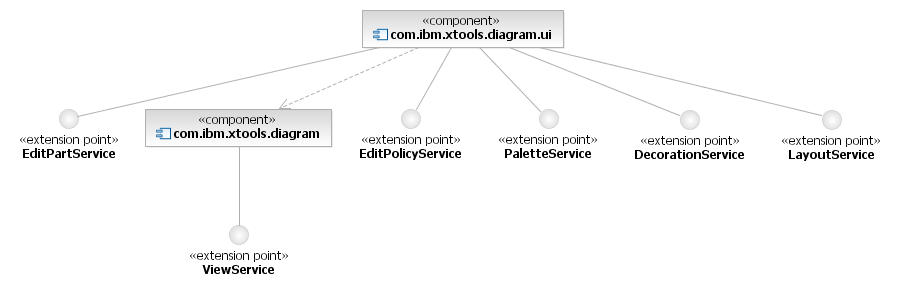 «component»
com.ibm.xtools.diagram.ui
«extension point»
EditPartService
«component»
com.ibm.xtools.diagram
«extension point»
EditPolicyService
«extension point»
PaletteService
«extension point»
DecorationService
«extension point»
LayoutService
«extension point»
ViewService